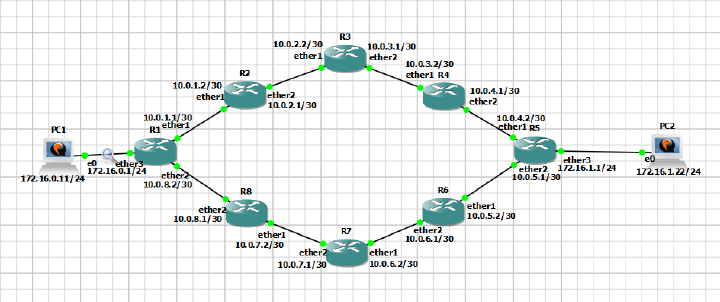 R3
10.0.2.2/30
10.0.3.1/30
ether1
ether2
10.0.3.2/30
R2
ether1
R4
10.0.1.2/30
10.0.4.1/30
ether1
ether2
ether2
10.0.2.1/30
10.0.1.1/30
10.0.4.2/30
ether1
ether1
PC1
R1
R5
PC2
e0
ether3
ether3
e0
172.16.0.1/24
172.16.1.1/24
172.16.0.11/24
ether2
ether2
172.16.1.22/24
10.0.8.2/30
10.0.5.1/30
R8
R6
ether2
ether1
10.0.8.1/30
10.0.5.2/30
ether1
R7
ether2
10.0.7.2/30
10.0.6.1/30
ether2
ether1
10.0.7.1/30
10.0.6.2/30